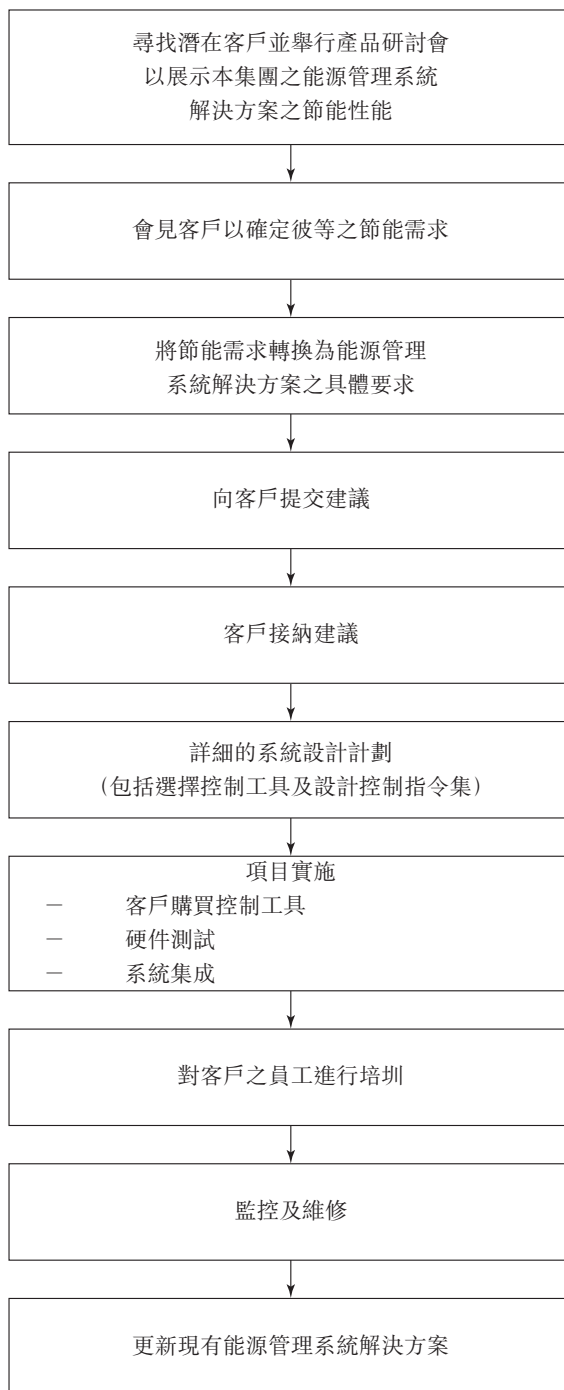 尋找潛在客戶並舉行產品研討會
以展示本集團之能源管理系統
解決方案之節能性能
會見客戶以確定彼等之節能需求
將節能需求轉換為能源管理
系統解決方案之具體要求
向客戶提交建議
客戶接納建議
詳細的系統設計計劃
（包括選擇控制工具及設計控制指令集）
項目實施
— 客戶購買控制工具
— 硬件測試
— 系統集成
對客戶之員工進行培圳
監控及維修
更新現有能源管理系統解決方案